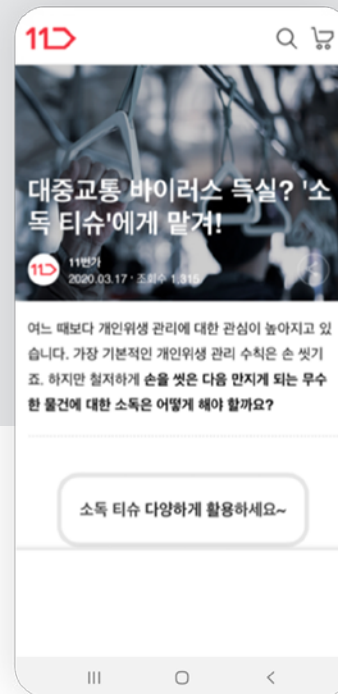 11
대중교통 바이러스 득실? '소
독 티슈'에게 맡겨!
11
11번가
2020.03.17 · 조회수 1,315
여느 때보다 개인위생 관리에 대한 관심이 높아지고 있
습니다. 가장 기본적인 개인위생 관리 수칙은 손 씻기
죠. 하지만 철저하게 손을 씻은 다음 만지게 되는 무수
한 물건에 대한 소독은 어떻게 해야 할까요?
소독 티슈 다양하게 활용하세요~